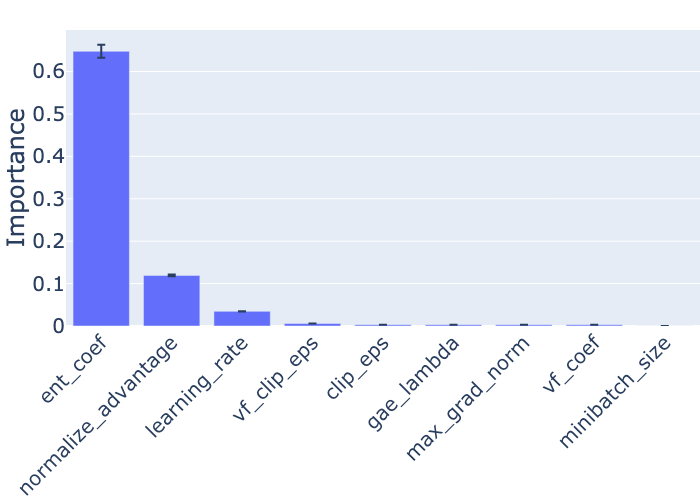 Importance
0.6
0.5
0.4
0.3
0.2
0.1
0
ent_coef
normalize_advantage
learning_rate
vf_clip_eps
clip_eps
gae_lambda
max_grad_norm
vf_coef
minibatch_size